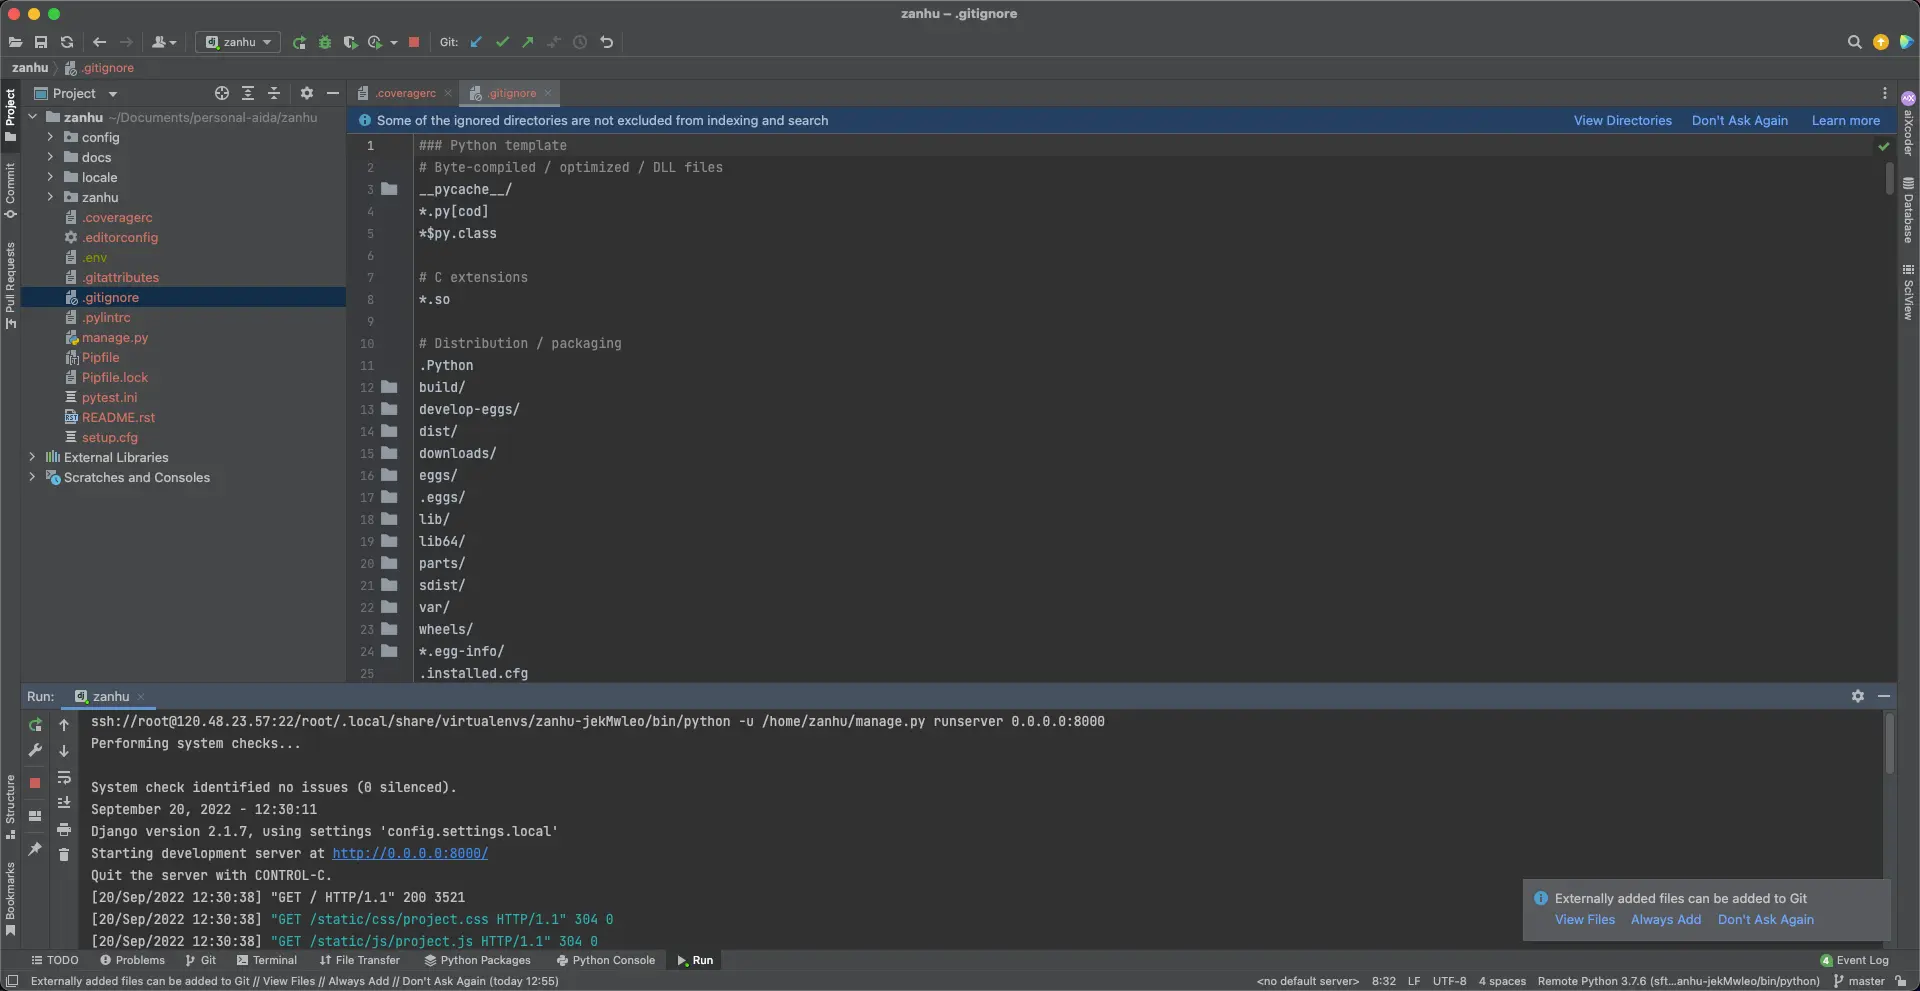 zanhu – .gitignore
zanhu
Git:
zanhu
.gitignore
Project
zanhu ~/Documents/personal-aida/zanhu
config
docs
locale
zanhu
.coveragerc
.editorconfig
.env
.gitattributes
.gitignore
.pylintrc
manage.py
Pipfile
Pipfile.lock
pytest.ini
README.rst
setup.cfg
External Libraries
Scratches and Consoles
Project
Commit
Pull Requests
Structure
Bookmarks
.coveragerc
.gitignore
Some of the ignored directories are not excluded from indexing and search
View Directories
Don't Ask Again
Learn more
1 ### Python template
2 # Byte-compiled / optimized / DLL files
3 __pycache__/
4 *.py[cod]
5 *$py.class
6
7 # C extensions
8 *.so
9
10 # Distribution / packaging
11 .Python
12 build/
13 develop-eggs/
14 dist/
15 downloads/
16 eggs/
17 .eggs/
18 lib/
19 lib64/
20 parts/
21 sdist/
22 var/
23 wheels/
24 *.egg-info/
25 .installed.cfg
aiXcoder
Database
SciView
Run:
zanhu
ssh://root@120.48.23.57:22/root/.local/share/virtualenvs/zanhu-jekMwleo/bin/python -u /home/zanhu/manage.py runserver 0.0.0.0:8000
Performing system checks...
System check identified no issues (0 silenced).
September 20, 2022 - 12:30:11
Django version 2.1.7, using settings 'config.settings.local'
Starting development server at http://0.0.0.0:8000/
Quit the server with CONTROL-C.
[20/Sep/2022 12:30:38] "GET / HTTP/1.1" 200 3521
[20/Sep/2022 12:30:38] "GET /static/css/project.css HTTP/1.1" 304 0
[20/Sep/2022 12:30:38] "GET /static/js/project.js HTTP/1.1" 304 0
Externally added files can be added to Git
View Files
Always Add
Don't Ask Again
TODO
Problems
Git
Terminal
File Transfer
Python Packages
Python Console
Run
4 Event Log
Externally added files can be added to Git // View Files // Always Add // Don't Ask Again (today 12:55)
<no default server>
8:32
LF
UTF-8
4 spaces
Remote Python 3.7.6 (sft...anhu-jekMwleo/bin/python)
master